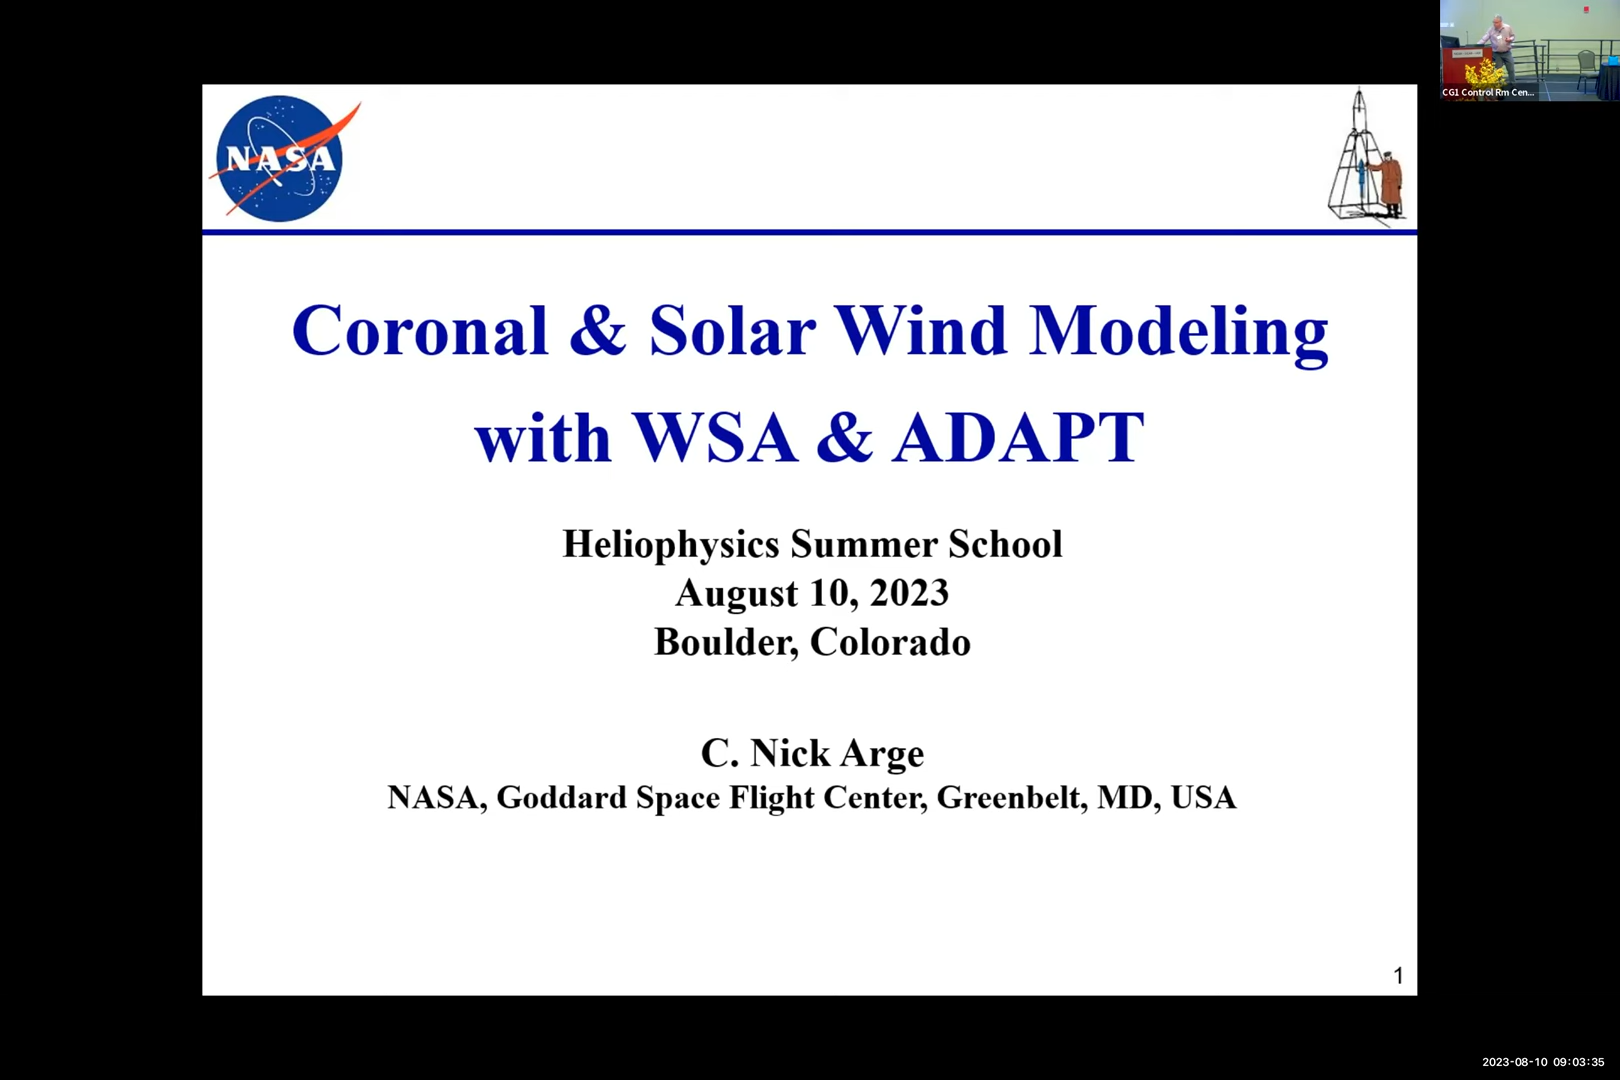 CG1 Control Rm Cen...
NASA
Coronal & Solar Wind Modeling
with WSA & ADAPT
Heliophysics Summer School
August 10, 2023
Boulder, Colorado
C. Nick Arge
NASA, Goddard Space Flight Center, Greenbelt, MD, USA
1
2023-08-10 09:03:35